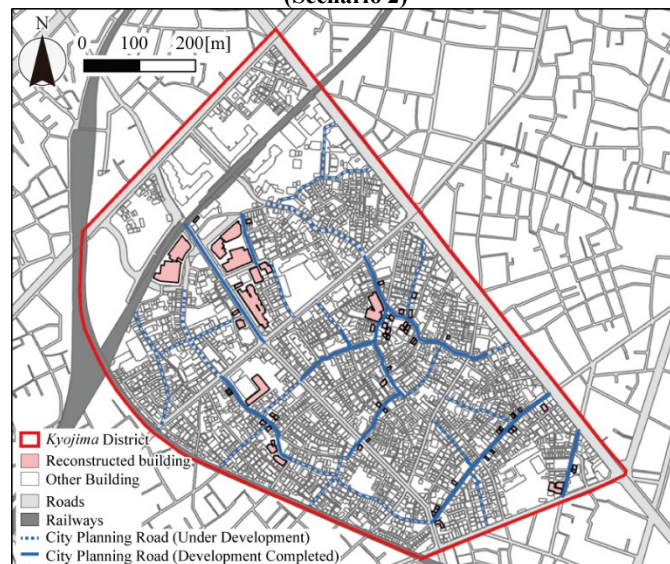 (Scenario 2)
N
0 100 200[m]
Kyojima District
Reconstructed building
Other Building
Roads
Railways
City Planning Road (Under Development)
City Planning Road (Development Completed)